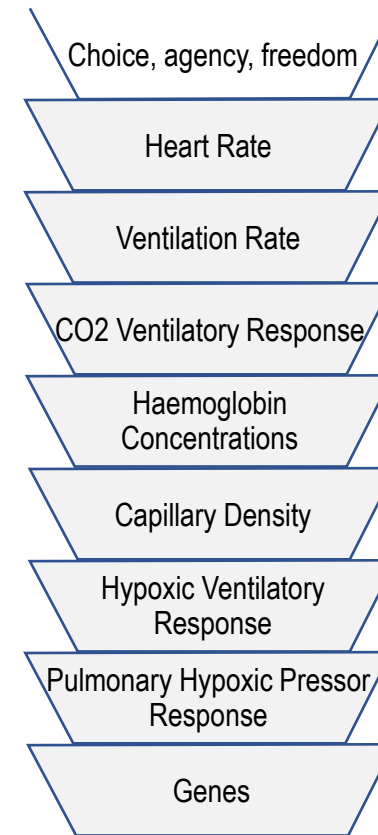 Choice, agency, freedom
Heart Rate
Ventilation Rate
CO2 Ventilatory Response
Haemoglobin
Concentrations
Capillary Density
Hypoxic Ventilatory
Response
Pulmonary Hypoxic Pressor
Response
Genes